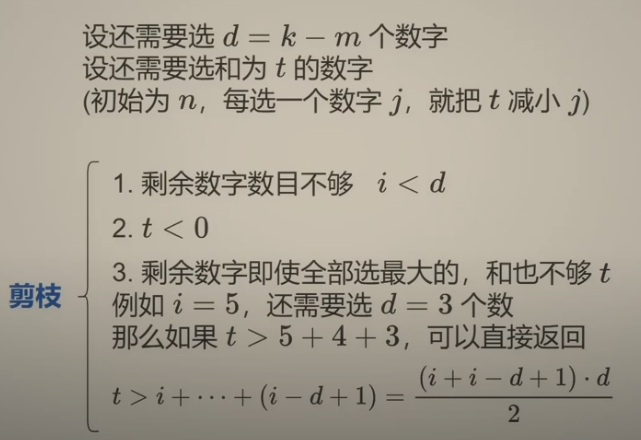 设还需要选 d = k − m 个数字
设还需要选和为 t 的数字
(初始为 n，每选一个数字 j，就把 t 减小 j)
1. 剩余数字数目不够 i < d
2. t < 0
3. 剩余数字即使全部选最大的，和也不够 t
剪枝
例如 i = 5，还需要选 d = 3 个数
那么如果 t > 5 + 4 + 3，可以直接返回
t > i + ⋯ + (i − d + 1) = (i + i − d + 1) · d / 2